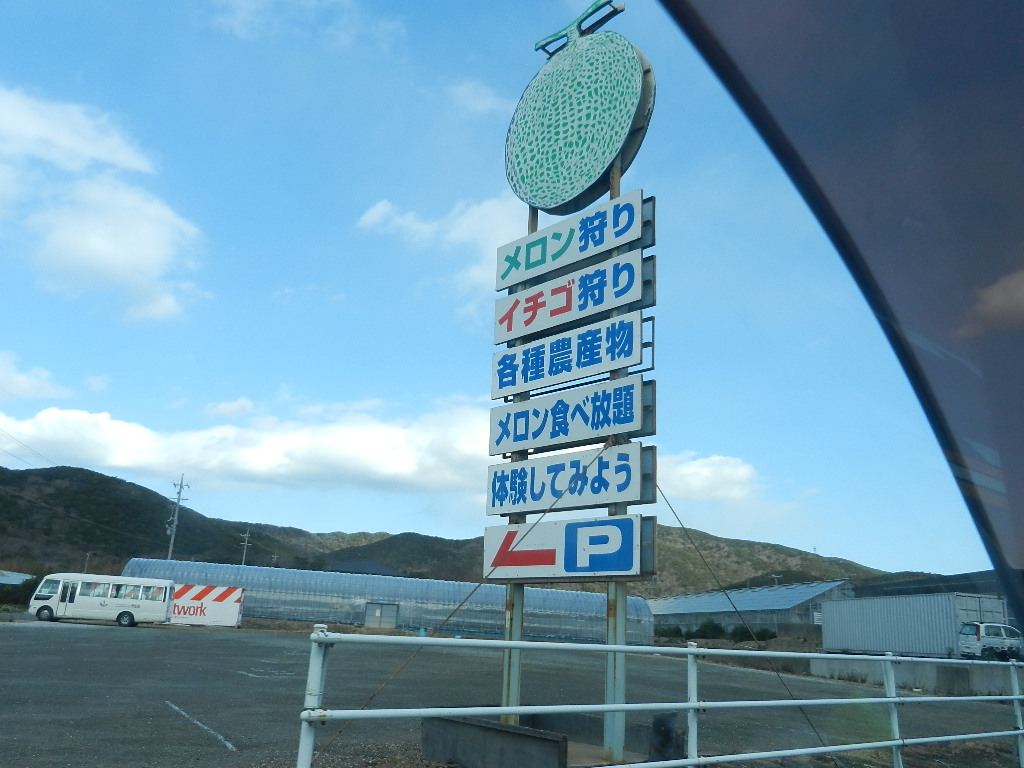 メロン狩り
イチゴ狩り
各種農産物
メロン食べ放題
体験してみよう
P
twork